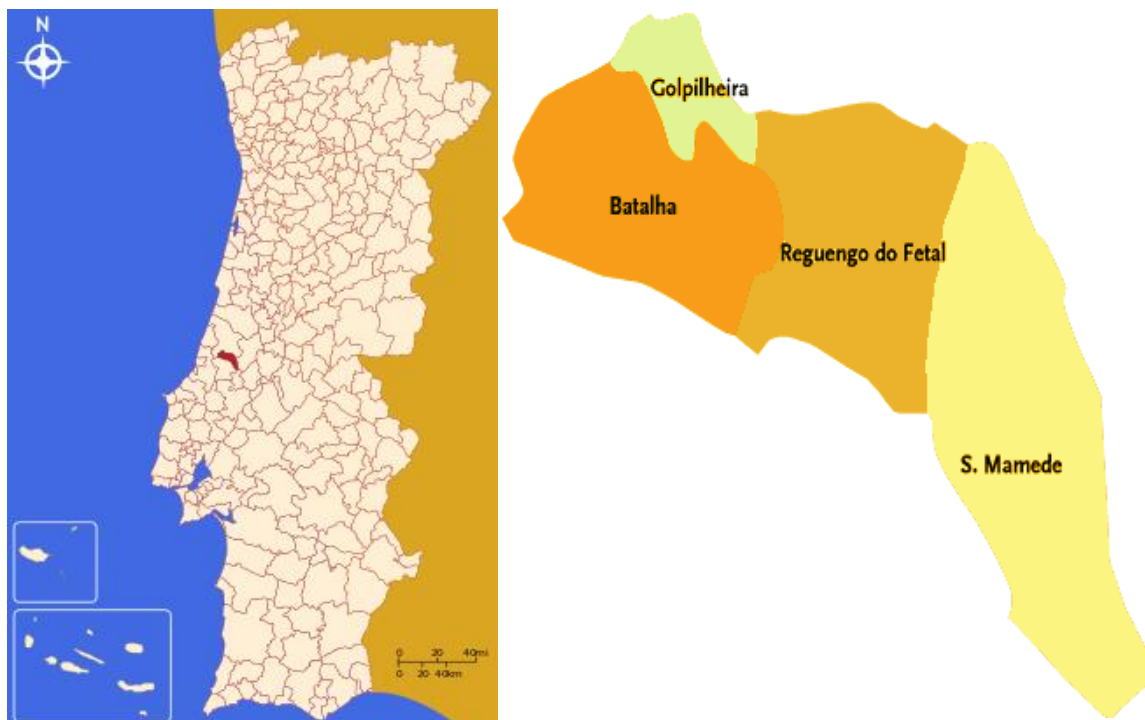 N
0 20 40mi
0 20 40km
Golpilheira
Batalha
Reguengo do Fetal
S. Mamede